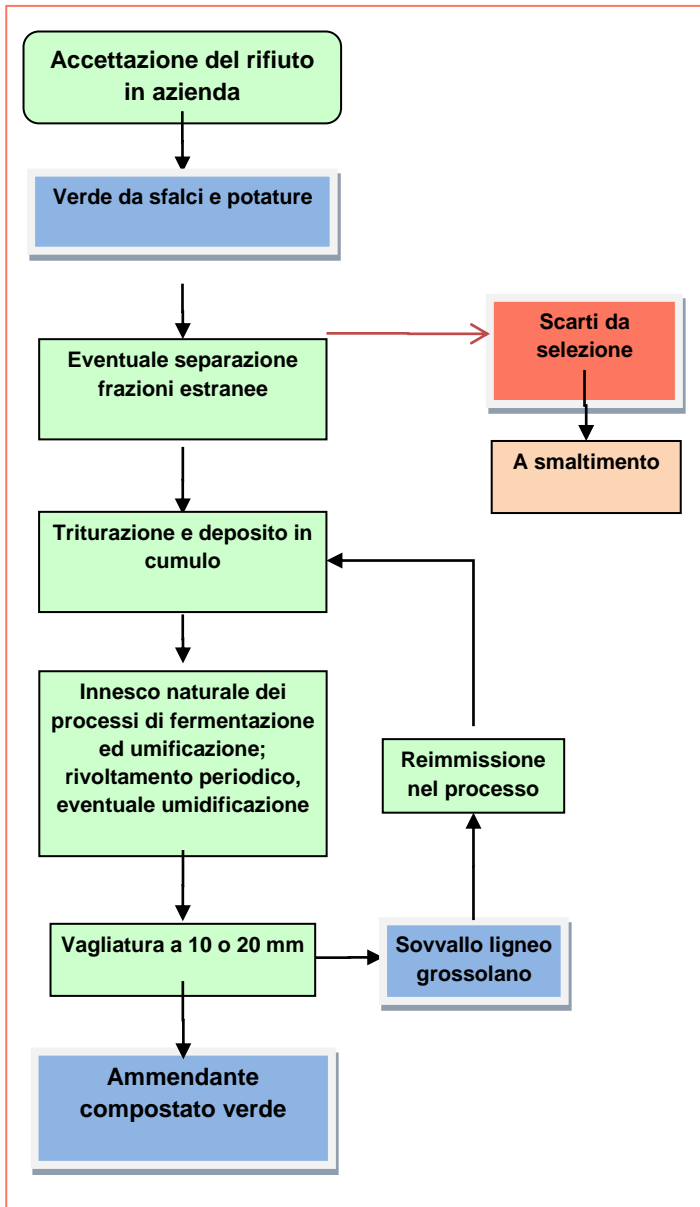 Accettazione del rifiuto
in azienda
Verde da sfalci e potature
Eventuale separazione
frazioni estranee
Scarti da
selezione
A smaltimento
Triturazione e deposito in
cumulo
Innesco naturale dei
processi di fermentazione
ed umificazione;
rivoltamento periodico,
eventuale umidificazione
Reimmissione
nel processo
Vagliatura a 10 o 20 mm
Sovvallo ligneo
grossolano
Ammendante
compostato verde